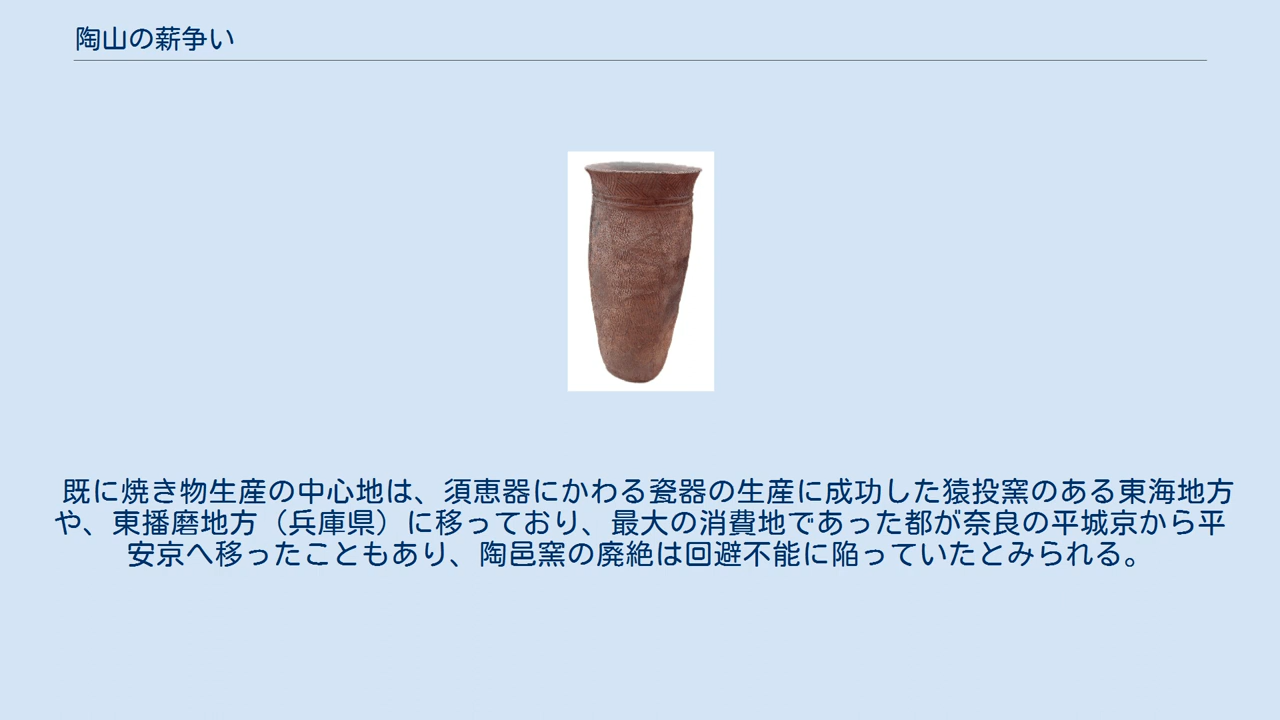 陶山の薪争い
既に焼き物生産の中心地は、須恵器にかわる瓷器の生産に成功した猿投窯のある東海地方
や、東播磨地方（兵庫県）に移っており、最大の消費地であった都が奈良の平城京から平
安京へ移ったこともあり、陶邑窯の廃絶は回避不能に陥っていたとみられる。